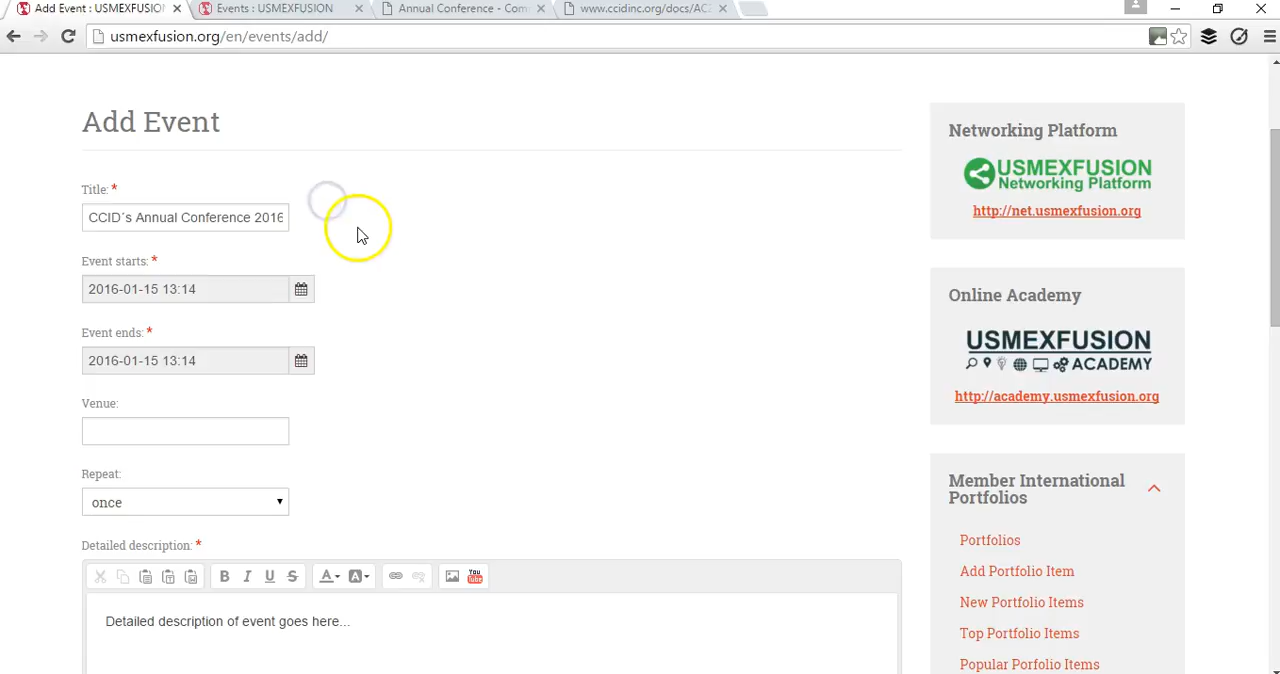 Add Event : USMEXFUSION
Events : USMEXFUSION
Annual Conference - Com
www.ccidinc.org/docs/AC
usmexfusion.org/en/events/add/
Add Event
Title: *
CCID's Annual Conference 2016
Event starts: *
2016-01-15 13:14
Event ends: *
2016-01-15 13:14
Venue:
Repeat:
once
Detailed description: *
B I U S A A You Tube
Detailed description of event goes here...
Networking Platform
USMEXFUSION
Networking Platform
http://net.usmexfusion.org
Online Academy
USMEXFUSION
ACADEMY
http://academy.usmexfusion.org
Member International
Portfolios
Portfolios
Add Portfolio Item
New Portfolio Items
Top Portfolio Items
Popular Porfolio Items